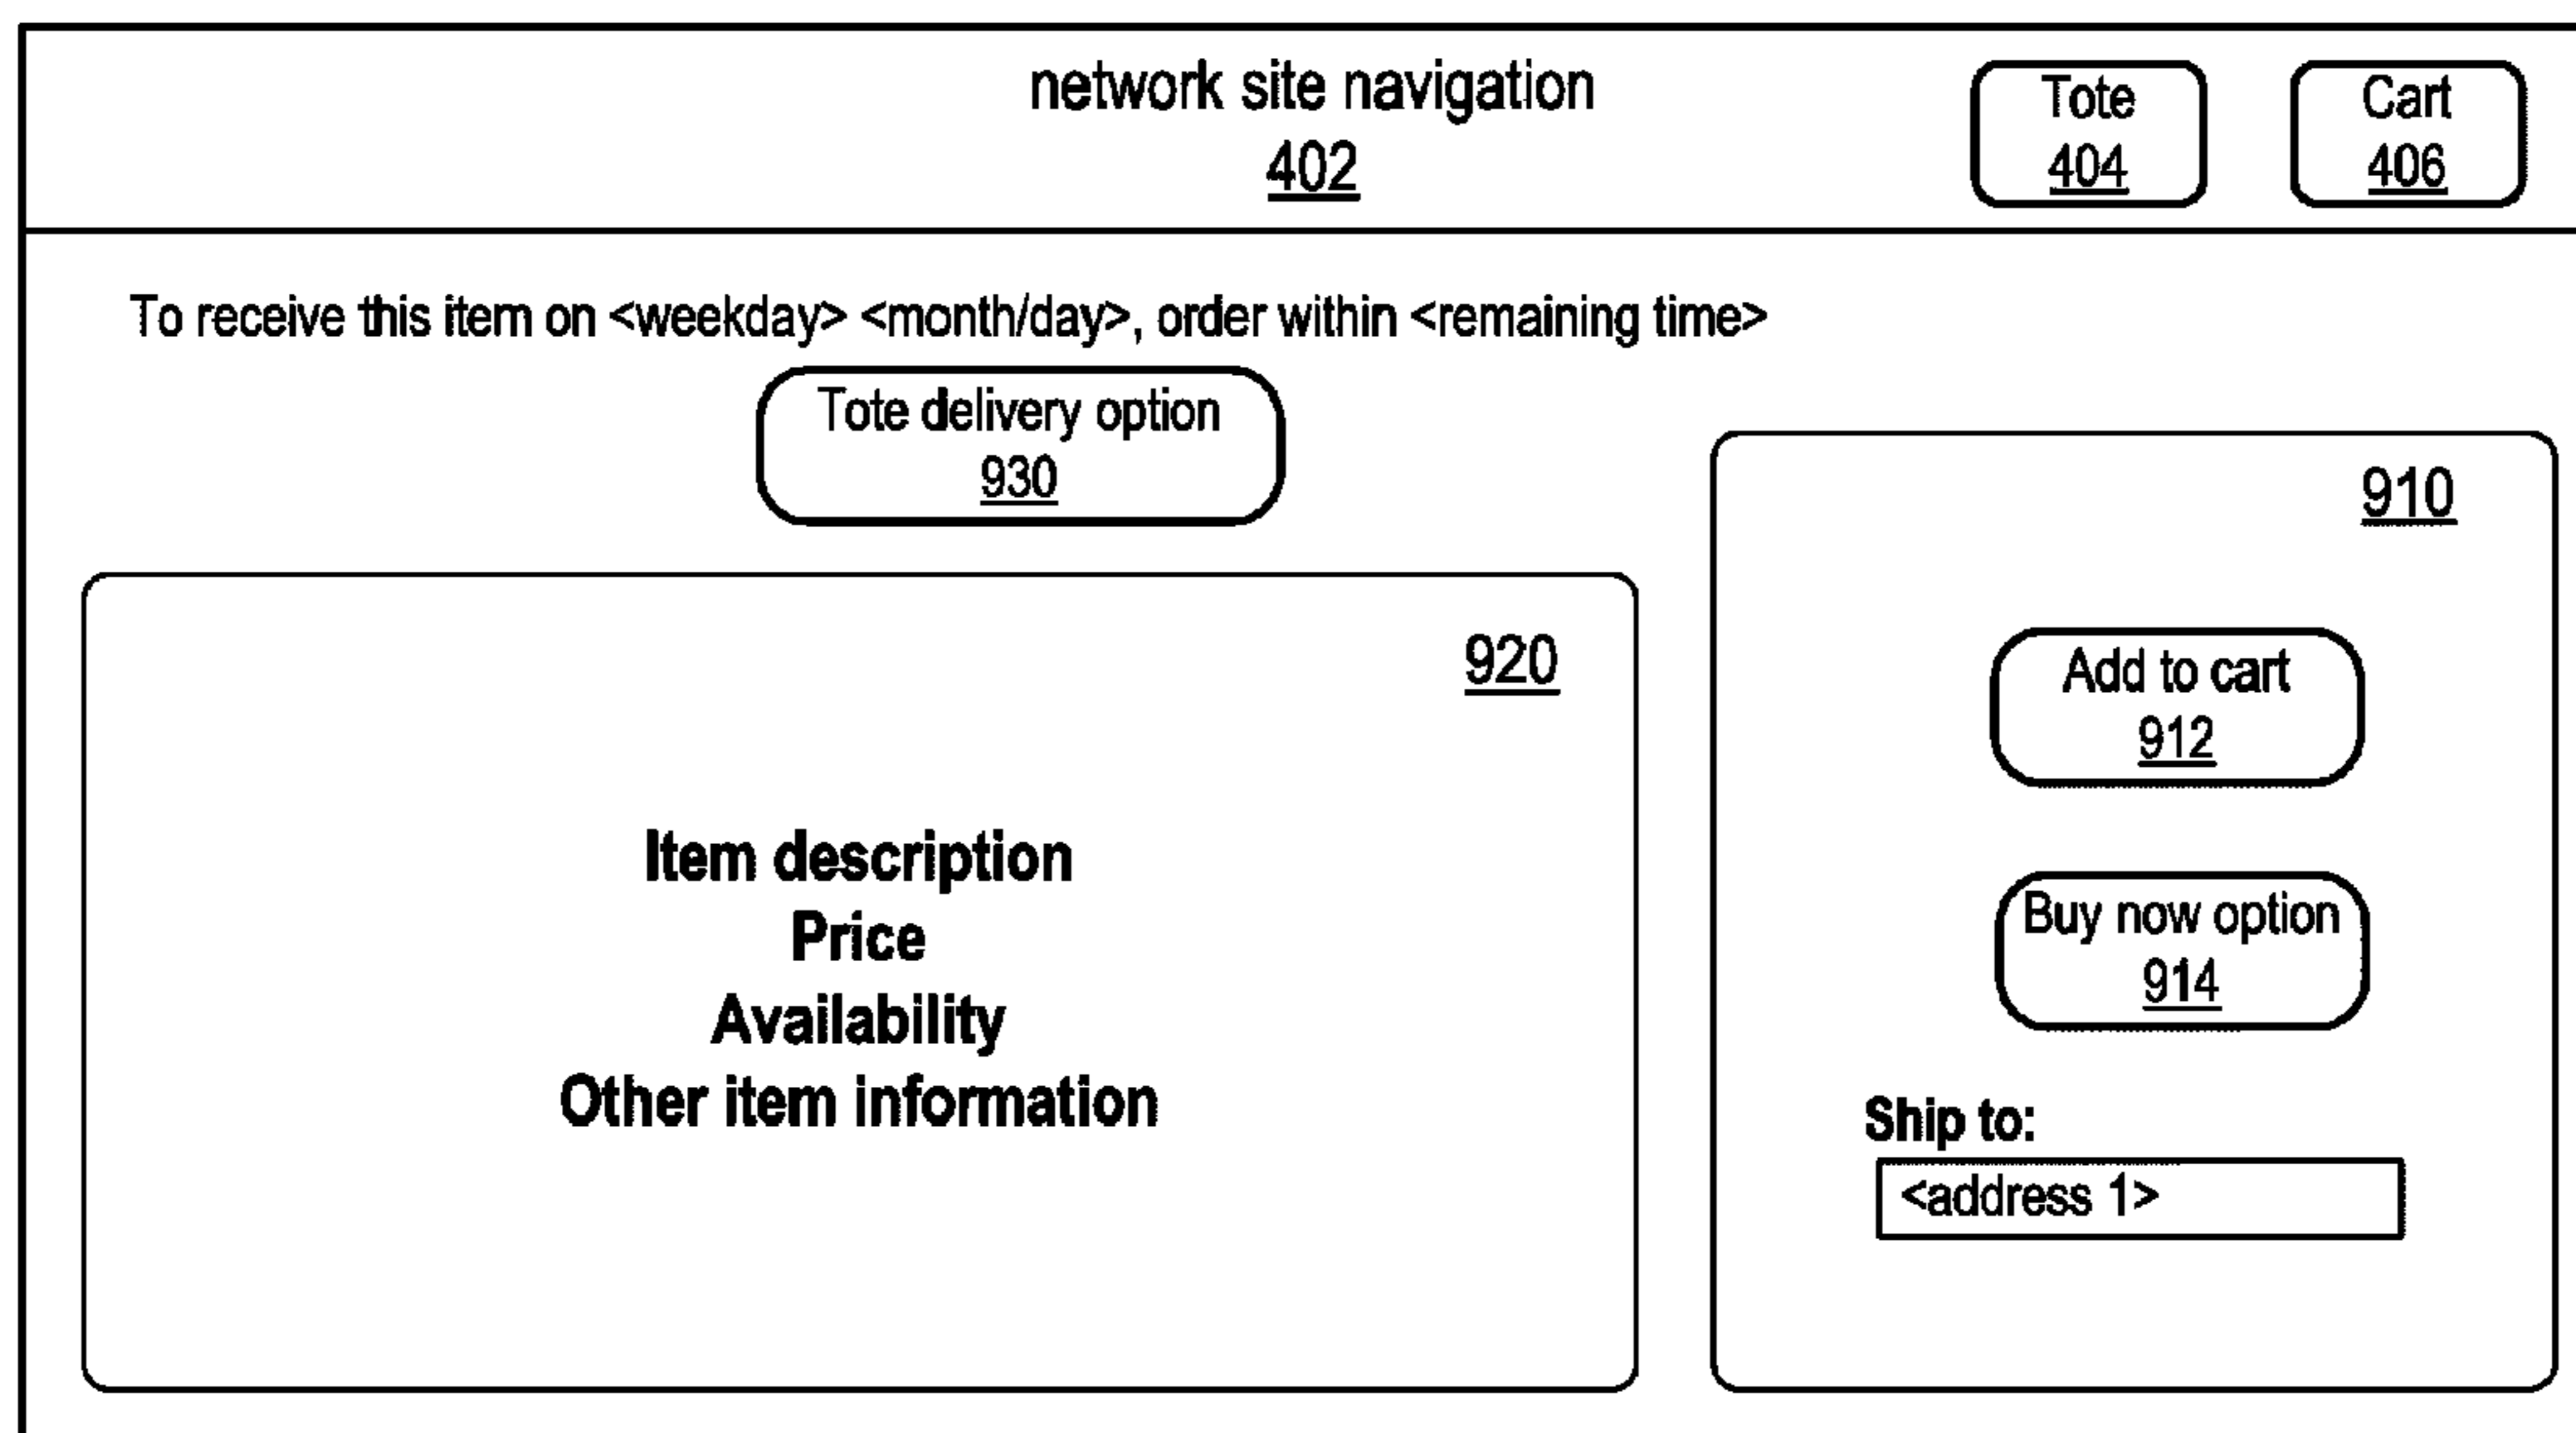 network site navigation
402
Tote
404
Cart
406
To receive this item on <weekday> <month/day>, order within <remaining time>
Tote delivery option
930
920
Item description
Price
Availability
Other item information
910
Add to cart
912
Buy now option
914
Ship to:
<address 1>